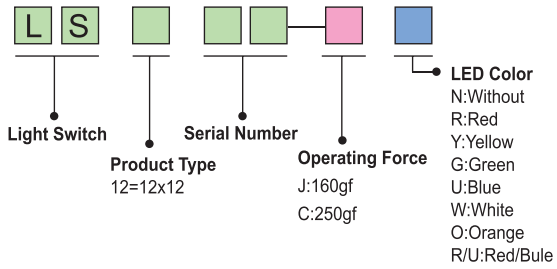 L S
Light Switch
Product Type
12=12x12
Serial Number
Operating Force
J:160gf
C:250gf
LED Color
N:Without
R:Red
Y:Yellow
G:Green
U:Blue
W:White
O:Orange
R/U:Red/Bule